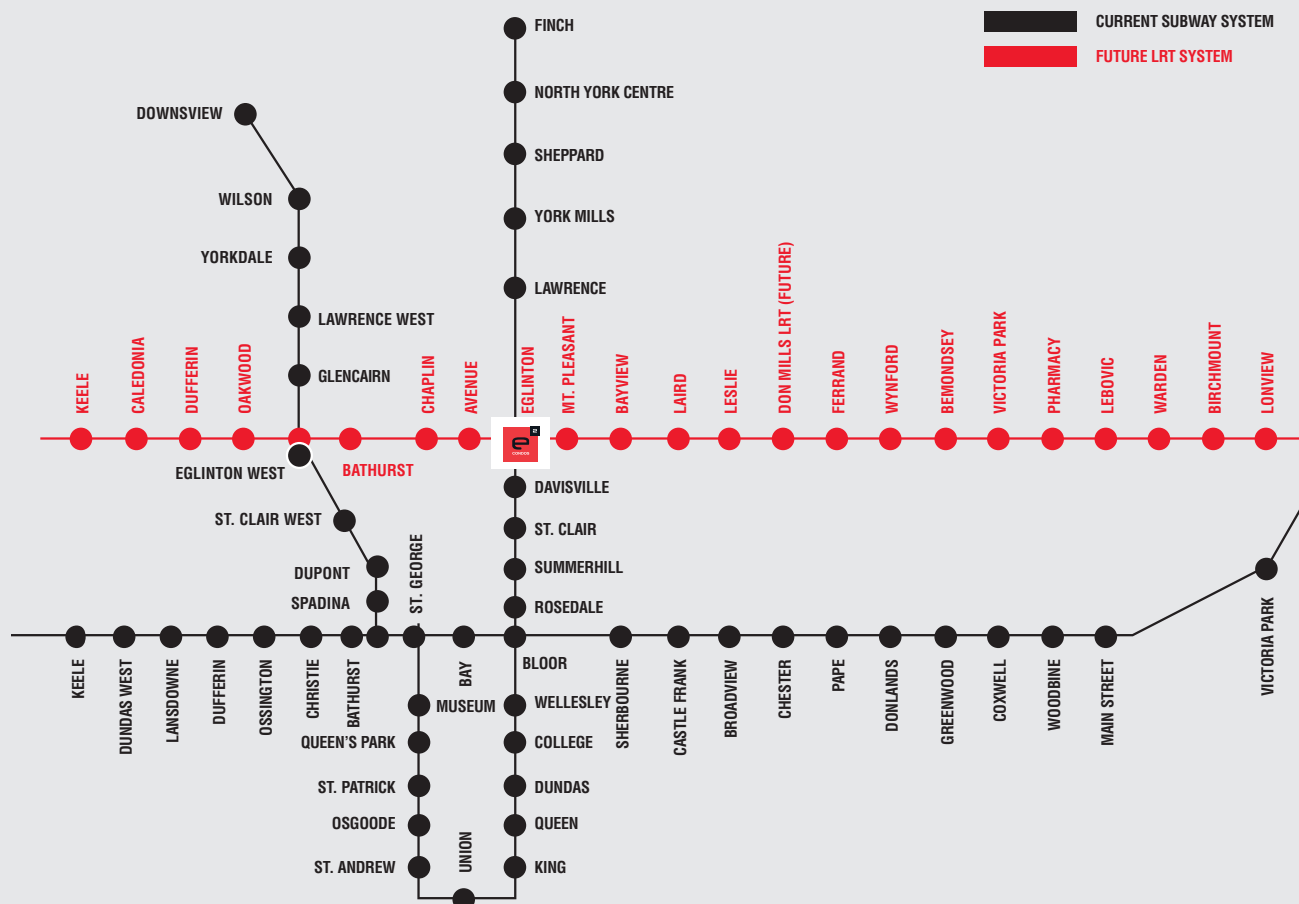 CURRENT SUBWAY SYSTEM
FUTURE LRT SYSTEM
FINCH
NORTH YORK CENTRE
SHEPPARD
YORK MILLS
LAWRENCE
DOWNSVIEW
WILSON
YORKDALE
LAWRENCE WEST
GLENCAIRN
KEELE
CALEDONIA
DUFFERIN
OAKWOOD
CHAPLIN
AVENUE
EGLINTON
MT. PLEASANT
BAYVIEW
LAIRD
LESLIE
DON MILLS LRT (FUTURE)
FERRAND
WYNFORD
BEMONDSEY
VICTORIA PARK
PHARMACY
LEBOVIC
WARDEN
BIRCHMOUNT
LONVIEW
e 2
CONDOS
EGLINTON WEST
BATHURST
ST. CLAIR WEST
DUPONT
SPADINA
ST. GEORGE
DAVISVILLE
ST. CLAIR
SUMMERHILL
ROSEDALE
KEELE
DUNDAS WEST
LANSDOWNE
DUFFERIN
OSSINGTON
CHRISTIE
BATHURST
BAY
BLOOR
SHERBOURNE
CASTLE FRANK
BROADVIEW
CHESTER
PAPE
DONLANDS
GREENWOOD
COXWELL
WOODBINE
MAIN STREET
VICTORIA PARK
MUSEUM
QUEEN'S PARK
ST. PATRICK
OSGOODE
ST. ANDREW
UNION
WELLESLEY
COLLEGE
DUNDAS
QUEEN
KING